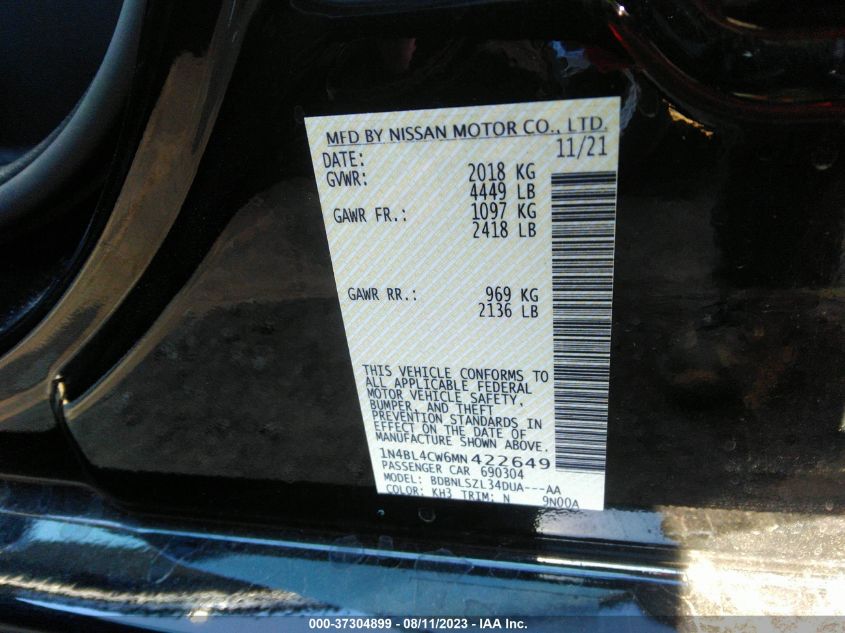 MFD BY NISSAN MOTOR CO., LTD.
DATE: 11/21
GVWR: 2018 KG
4449 LB
GAWR FR.: 1097 KG
2418 LB
GAWR RR.: 969 KG
2136 LB
THIS VEHICLE CONFORMS TO
ALL APPLICABLE FEDERAL
MOTOR VEHICLE SAFETY,
BUMPER, AND THEFT
PREVENTION STANDARDS IN
EFFECT ON THE DATE OF
MANUFACTURE SHOWN ABOVE.
1N4BL4CW6MN422649
PASSENGER CAR 690304
MODEL: BDBNLSZL34DUA---AA
COLOR: KH3 TRIM: N 9N00A
000-37304899 - 08/11/2023 - IAA Inc.